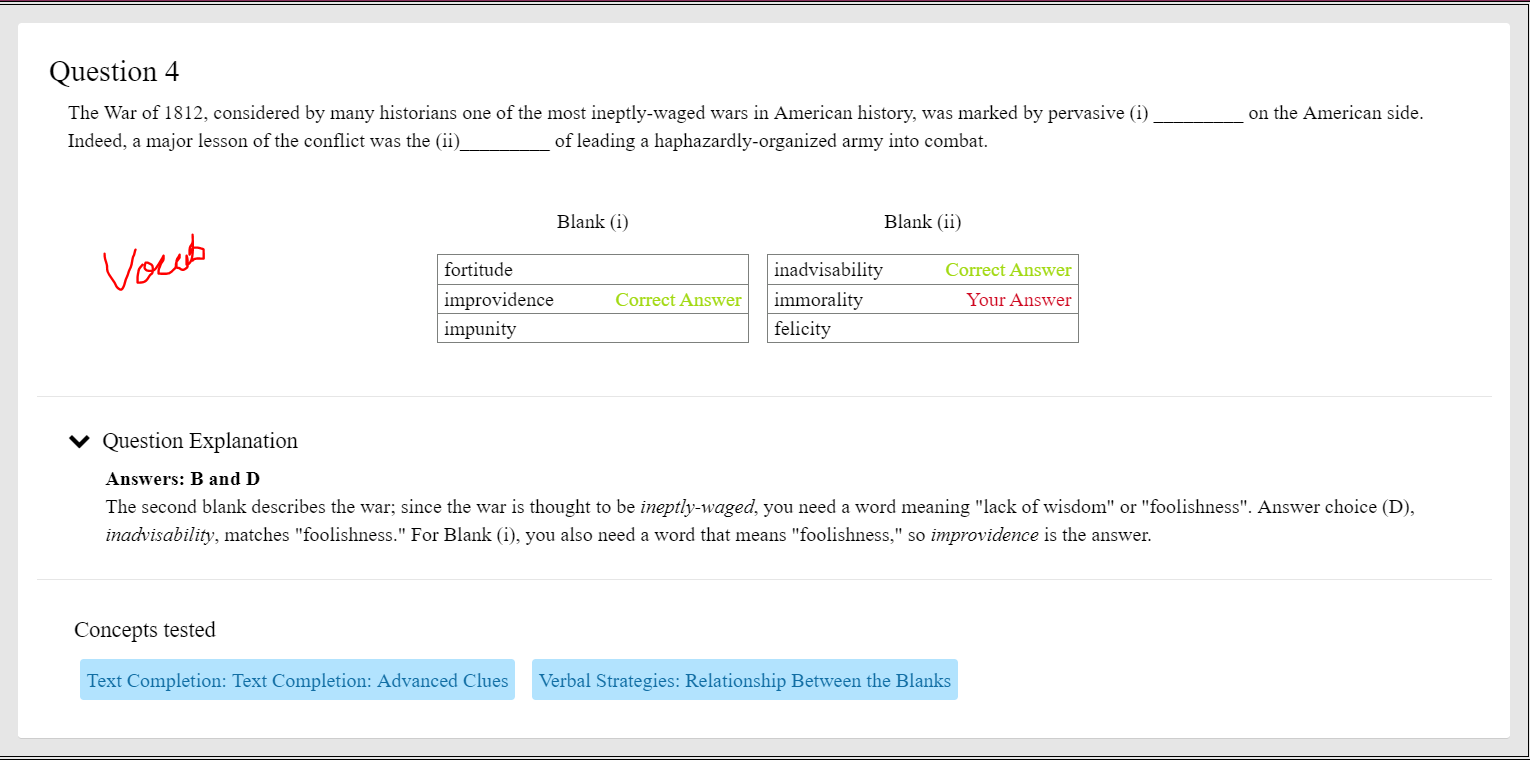 Question 4
The War of 1812, considered by many historians one of the most ineptly-waged wars in American history, was marked by pervasive (i) _________ on the American side.
Indeed, a major lesson of the conflict was the (ii)_________ of leading a haphazardly-organized army into combat.
Blank (i) Blank (ii)
Vocab
fortitude inadvisability Correct Answer
improvidence Correct Answer immorality Your Answer
impunity felicity
Question Explanation
Answers: B and D
The second blank describes the war; since the war is thought to be ineptly-waged, you need a word meaning "lack of wisdom" or "foolishness". Answer choice (D),
inadvisability, matches "foolishness." For Blank (i), you also need a word that means "foolishness," so improvidence is the answer.
Concepts tested
Text Completion: Text Completion: Advanced Clues Verbal Strategies: Relationship Between the Blanks